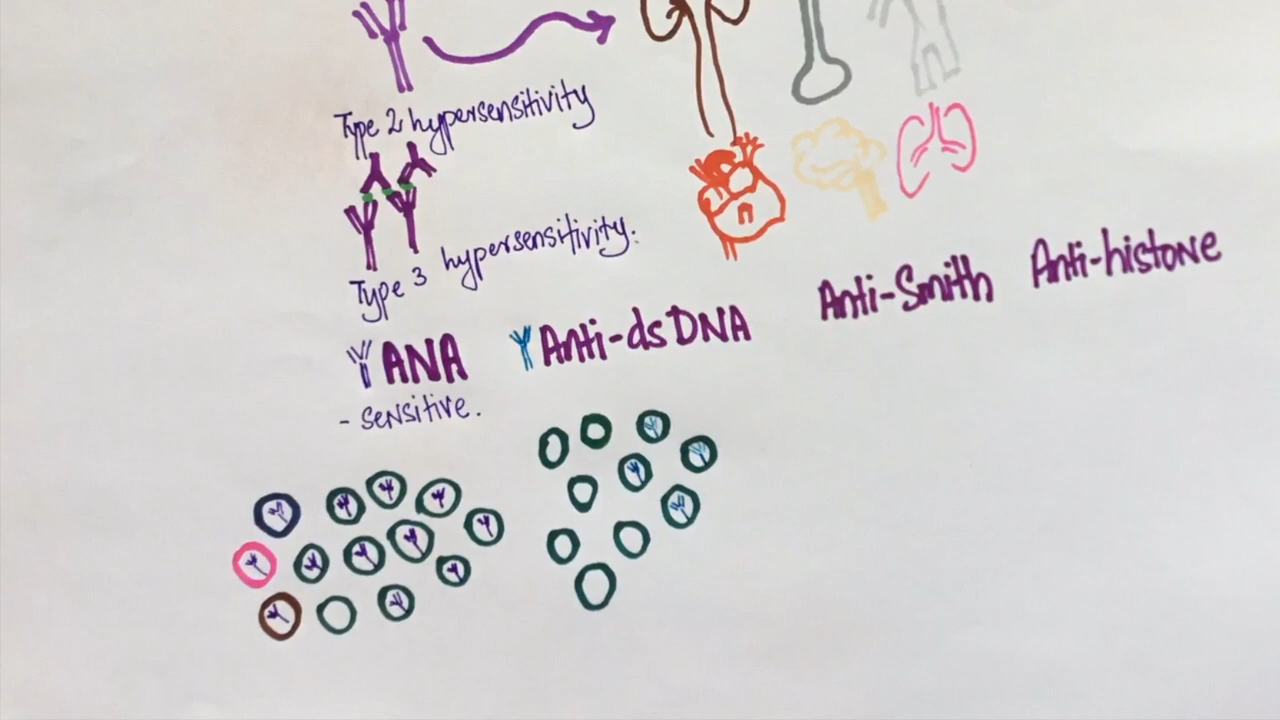 Type 2 hypersensitivity
Type 3 hypersensitivity.
ANA Anti-dsDNA Anti-Smith Anti-histone
- sensitive.